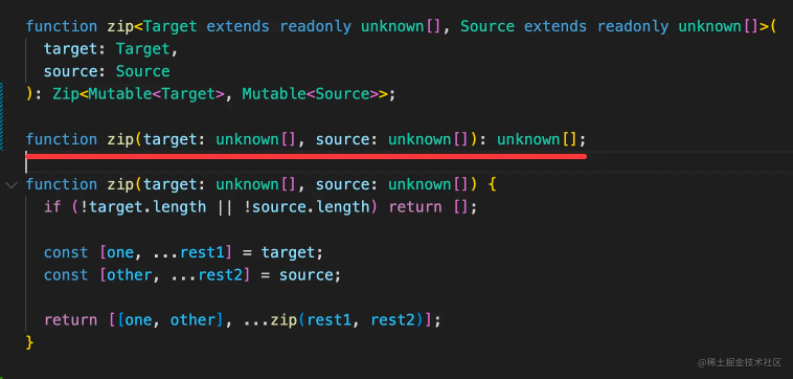 function zip<Target extends readonly unknown[], Source extends readonly unknown[]>(
  target: Target,
  source: Source
): Zip<Mutable<Target>, Mutable<Source>>;
function zip(target: unknown[], source: unknown[]): unknown[];
function zip(target: unknown[], source: unknown[]) {
  if (!target.length || !source.length) return [];
  const [one, ...rest1] = target;
  const [other, ...rest2] = source;
  return [[one, other], ...zip(rest1, rest2)];
}
@稀土掘金技术社区